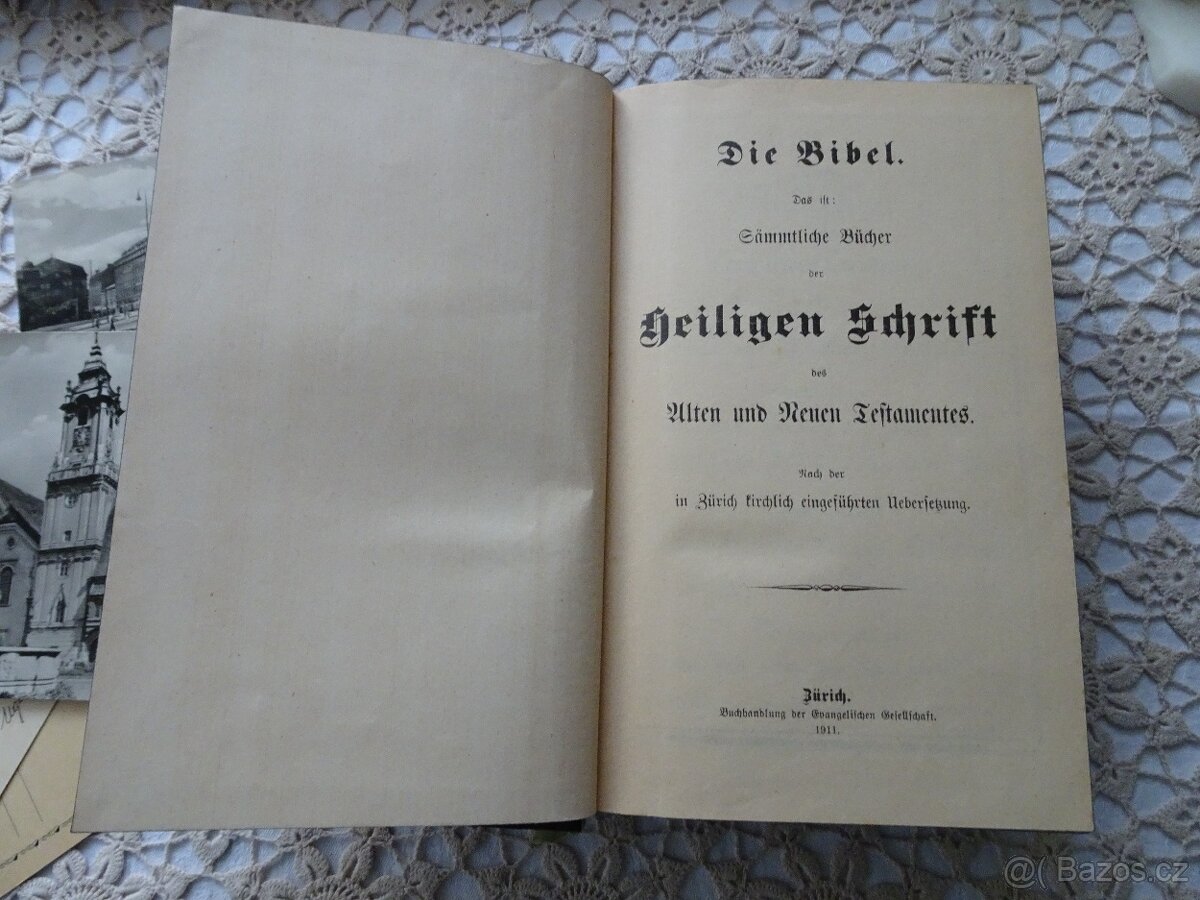 Die Bibel.
Das ist:
Sämmtliche Bücher
der
Heiligen Schrift
des
Alten und Neuen Testamentes.
Nach der
in Zürich kirchlich eingeführten Uebersetzung.
Zürich.
Buchhandlung der Evangelischen Gesellschaft.
1911.
@( Bazos.cz